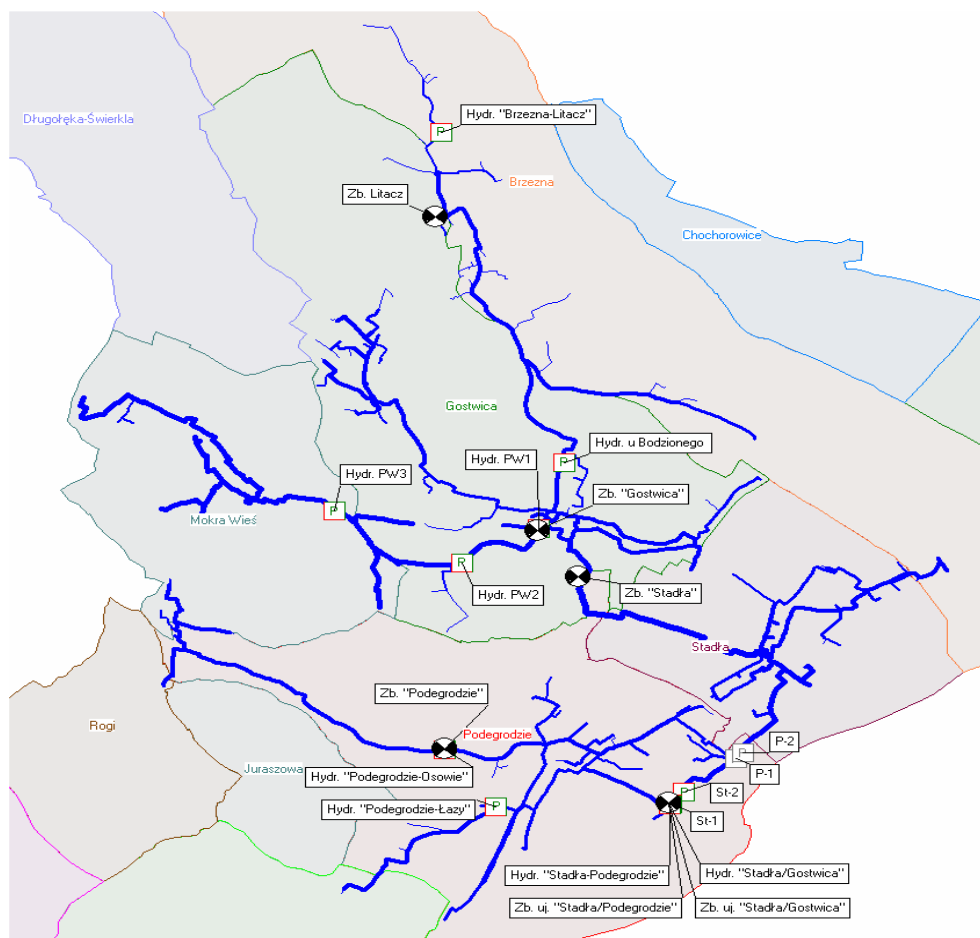 Hydr. "Brzezna-Litacz"
P
Długołęka-Świerkla
Brzezna
Zb. Litacz
Chochorowice
Gostwica
Hydr. u Bodzionego
Hydr. PW1
P
Hydr. PW3
Zb. "Gostwica"
P
Mokra Wieś
Hydr. PW2
Zb. "Stadła"
Stadła
Zb. "Podegrodzie"
Rogi
Podegrodzie
P-2
Juraszowa
Hydr. "Podegrodzie-Osowie"
P
P-1
Hydr. "Podegrodzie-Łazy"
P
P
St-2
St-1
Hydr. "Stadła-Podegrodzie"
Hydr. "Stadła/Gostwica"
Zb. uj. "Stadła/Podegrodzie"
Zb. uj. "Stadła/Gostwica"